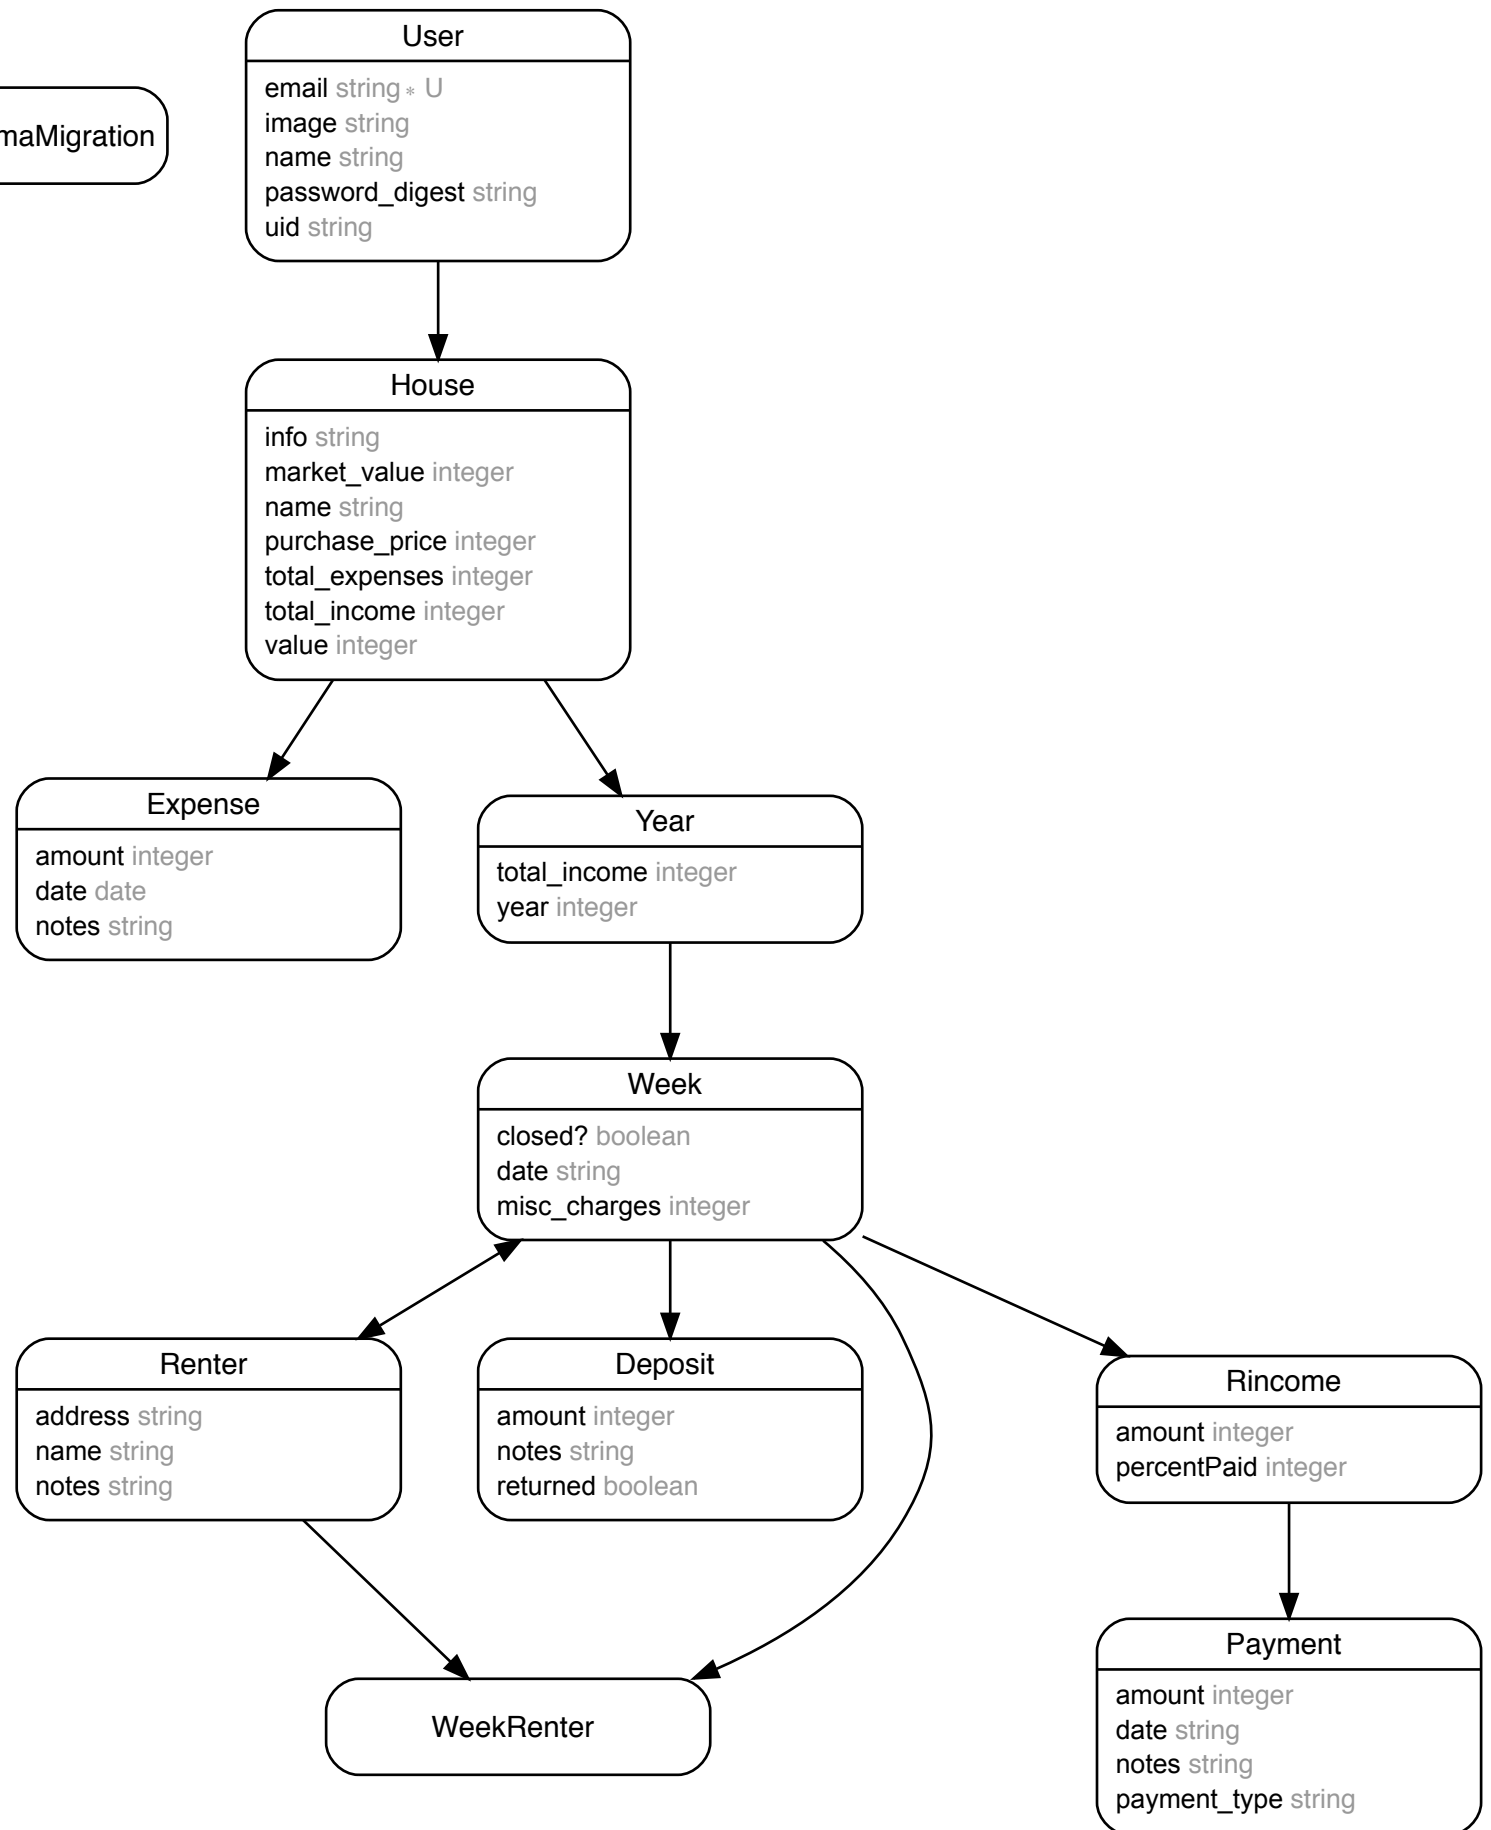 User
email string* U
image string
name string
password_digest string
uid string
maMigration
House
info string
market_value integer
name string
purchase_price integer
total_expenses integer
total_income integer
value integer
Expense
amount integer
date date
notes string
Year
total_income integer
year integer
Week
closed? boolean
date string
misc_charges integer
Renter
address string
name string
notes string
Deposit
amount integer
notes string
returned boolean
Rincome
amount integer
percentPaid integer
WeekRenter
Payment
amount integer
date string
notes string
payment_type string